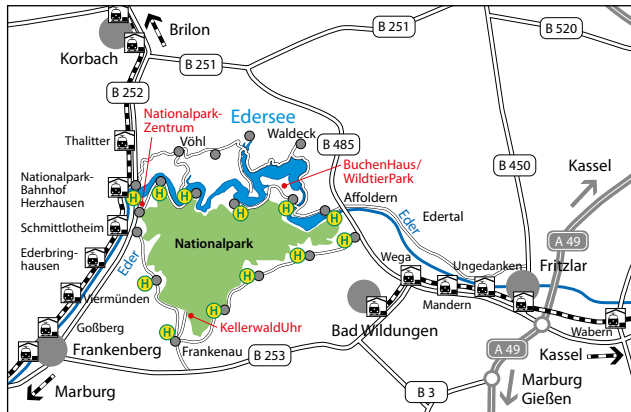 Brilon
Korbach
B 251
B 251
B 520
B 252
Nationalpark-
Zentrum
Edersee
Waldeck
Thalitter
Vöhl
B 485
BuchenHaus/
WildtierPark
B 450
Kassel
Nationalpark-
Bahnhof
Herzhausen
H
H
H
H
H
Affoldern
Eder
Edertal
Schmittlotheim
Nationalpark
H
A 49
Ederbring-
hausen
Eder
H
H
Wega
Ungedanken
Fritzlar
Viermünden
H
Mandern
Goßberg
H
KellerwaldUhr
Bad Wildungen
Wabern
Frankenberg
H
Frankenau
B 253
A 49
Kassel
Marburg
B 3
Marburg
Gießen